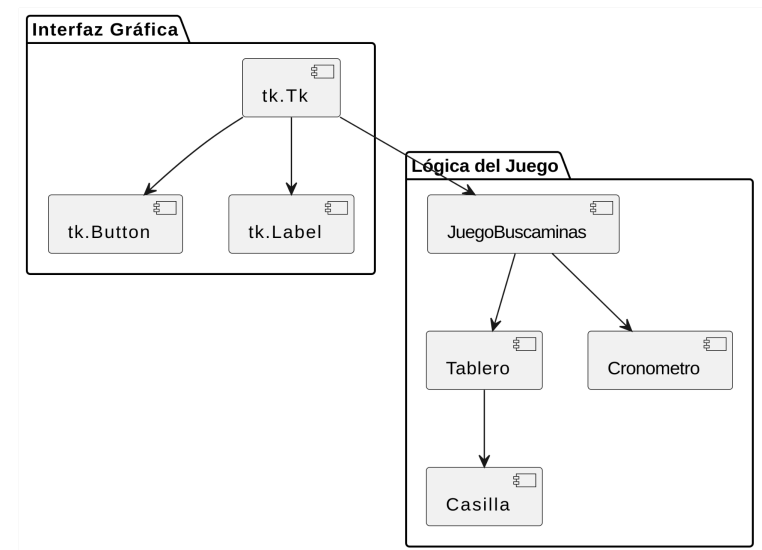 Interfaz Gráfica
tk.Tk
tk.Button
tk.Label
Lógica del Juego
JuegoBuscaminas
Tablero
Cronometro
Casilla